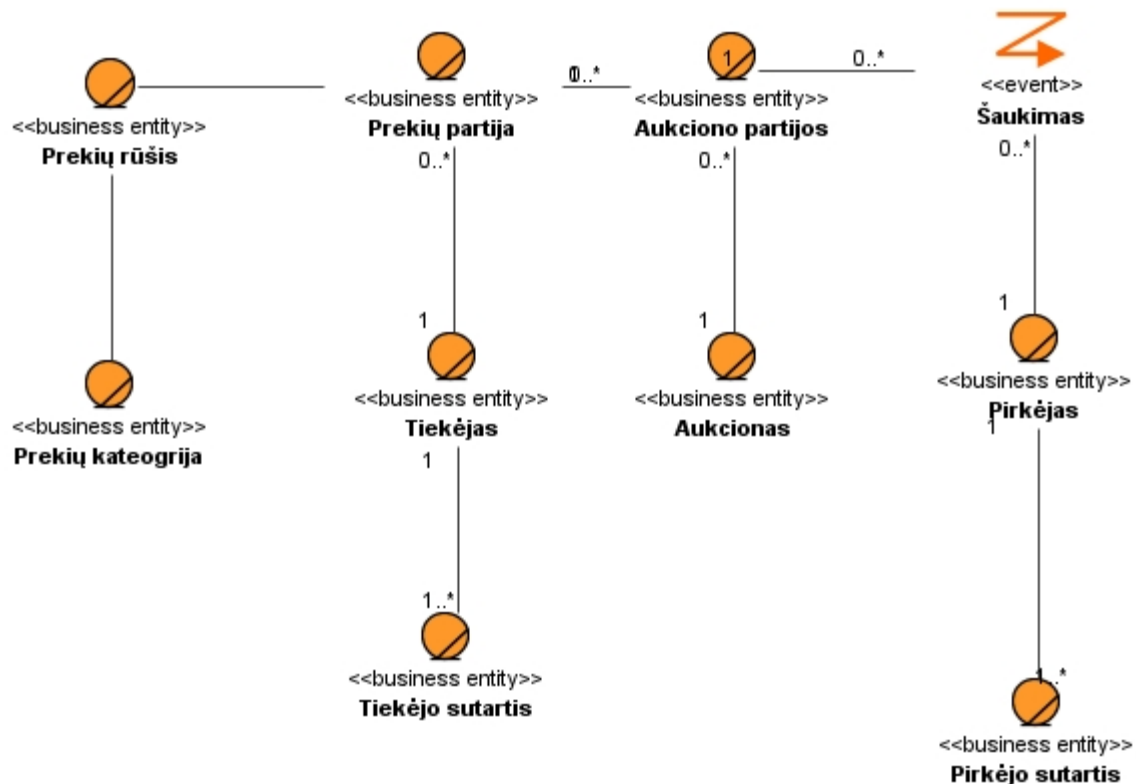 <<business entity>>
Prekių rūšis
<<business entity>>
Prekių partija
0..*
1
<<business entity>>
Aukciono partijos
0..*
0..*
<<event>>
Šaukimas
0..*
1
<<business entity>>
Prekių kateogrija
1
<<business entity>>
Tiekėjas
1
1
<<business entity>>
Aukcionas
1
<<business entity>>
Pirkėjas
1
1..*
<<business entity>>
Tiekėjo sutartis
1..*
<<business entity>>
Pirkėjo sutartis